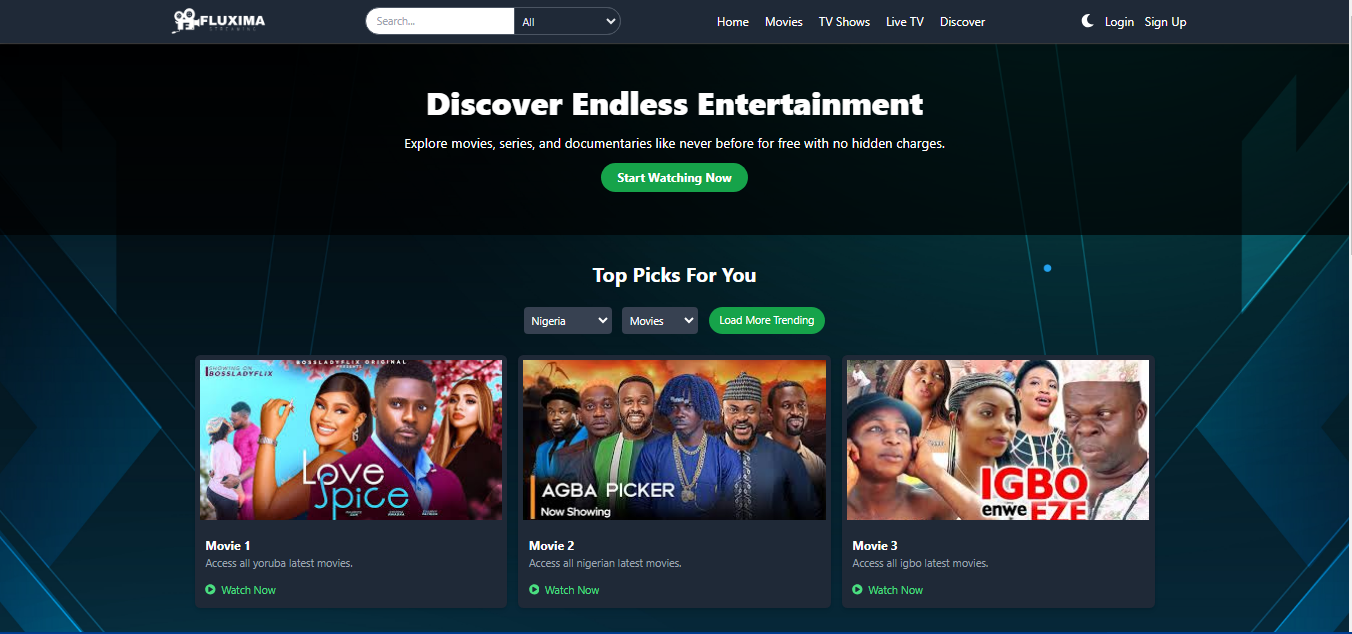 FLUXIMA
STREAMING
Search...
All
Home
Movies
TV Shows
Live TV
Discover
Login
Sign Up
Discover Endless Entertainment
Explore movies, series, and documentaries like never before for free with no hidden charges.
Start Watching Now
Top Picks For You
Nigeria
Movies
Load More Trending
BOSSLADYFLIX ORIGINAL
PRESENTS
SHOWING ON
BOSSLADYFLIX
Love
Spice
AGBA PICKER
Now Showing
IGBO
enwe
EZE
Movie 1
Access all yoruba latest movies.
Watch Now
Movie 2
Access all nigerian latest movies.
Watch Now
Movie 3
Access all igbo latest movies.
Watch Now